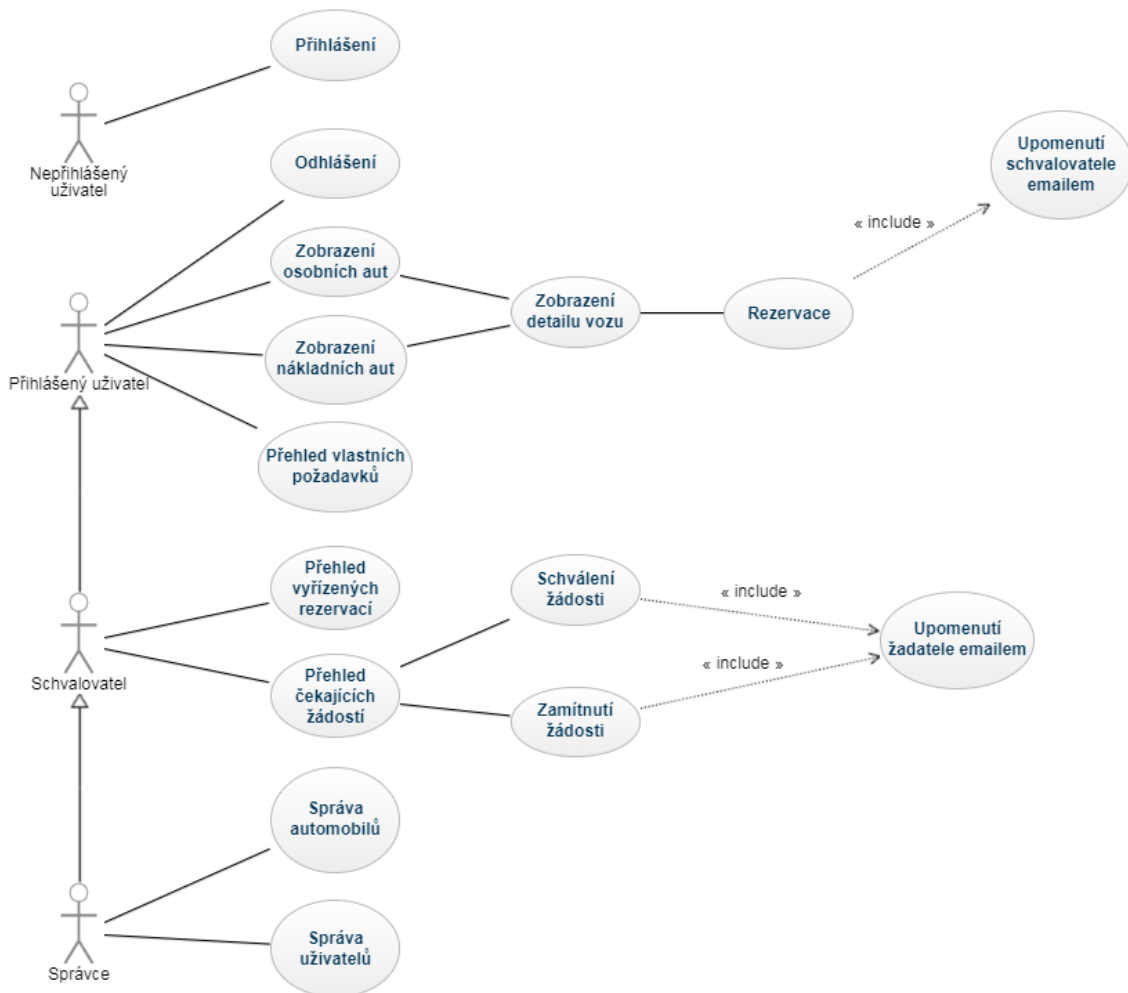 Přihlášení
Nepřihlášený
uživatel
Odhlášení
Upomenutí
schvalovatele
emailem
« include »
Zobrazení
osobních aut
Zobrazení
detailu vozu
Rezervace
Zobrazení
nákladních aut
Přihlášený uživatel
Přehled vlastních
požadavků
Přehled
vyřízených
rezervací
Schválení
žádosti
« include »
Upomenutí
žadatele emailem
« include »
Schvalovatel
Přehled
čekajících
žádostí
Zamítnutí
žádosti
Správa
automobilů
Správa
uživatelů
Správce